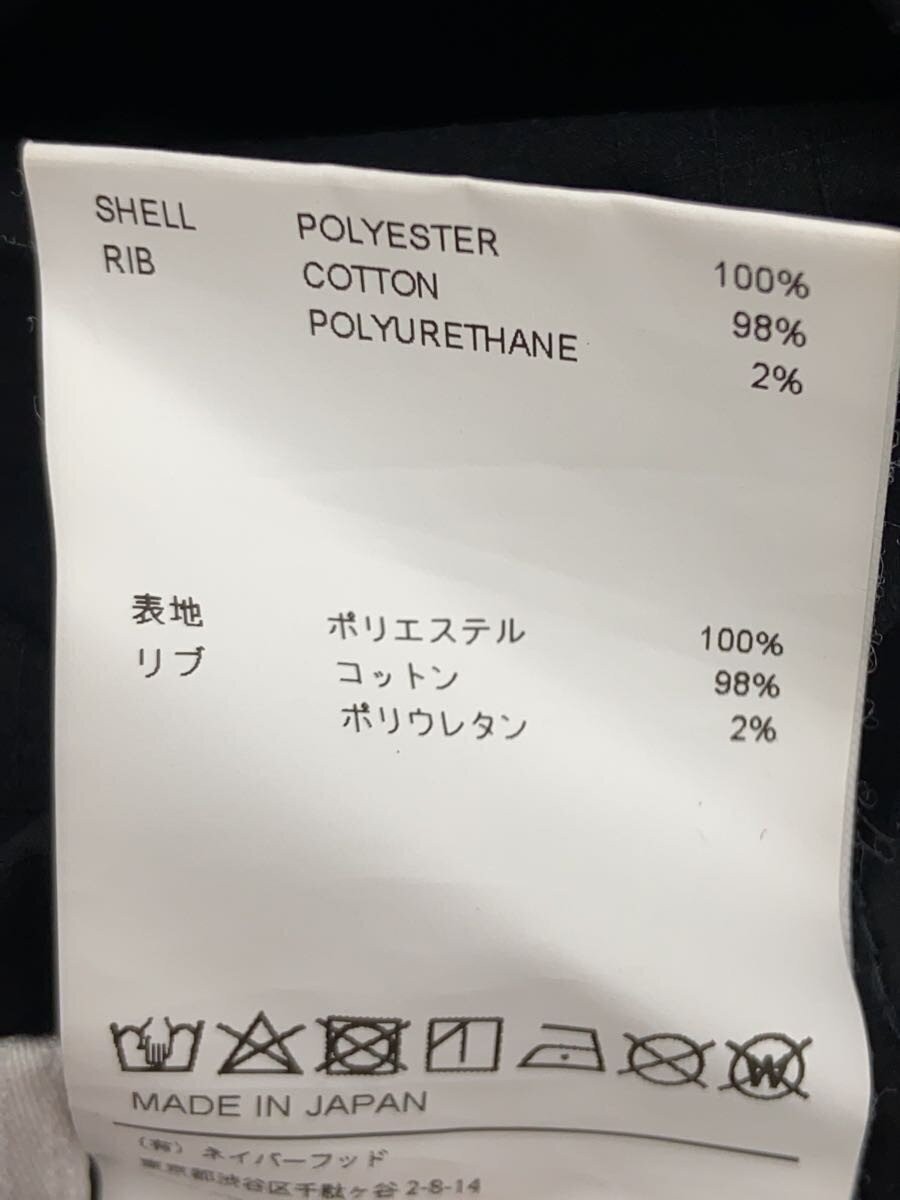 SHELL POLYESTER 100%
RIB COTTON 98%
POLYURETHANE 2%
表地 ポリエステル 100%
リブ コットン 98%
ポリウレタン 2%
W
MADE IN JAPAN
(有) ネイバーフッド
東京都渋谷区千駄ヶ谷 2-8-14